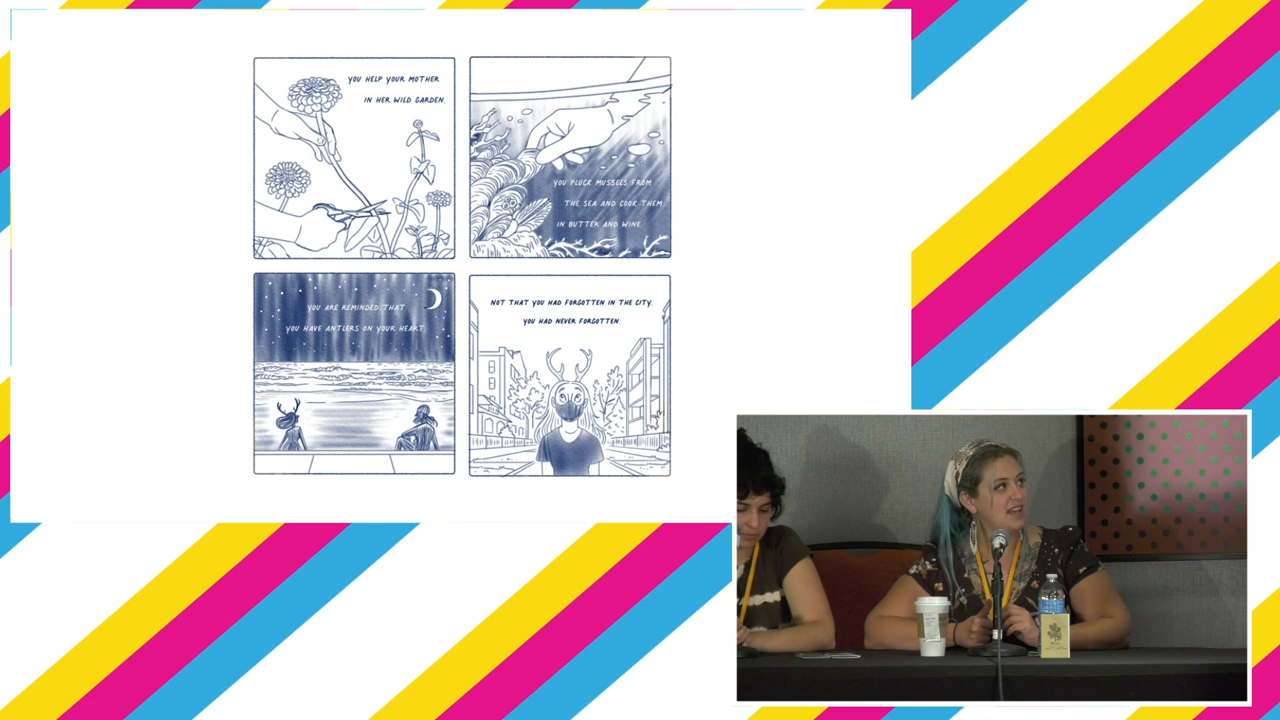 YOU HELP YOUR MOTHER
IN HER WILD GARDEN.
YOU PLUCK MUSSELS FROM
THE SEA AND COOK THEM
IN BUTTER AND WINE.
YOU ARE REMINDED THAT
YOU HAVE ANTLERS ON YOUR HEART.
NOT THAT YOU HAD FORGOTTEN IN THE CITY.
YOU HAD NEVER FORGOTTEN.